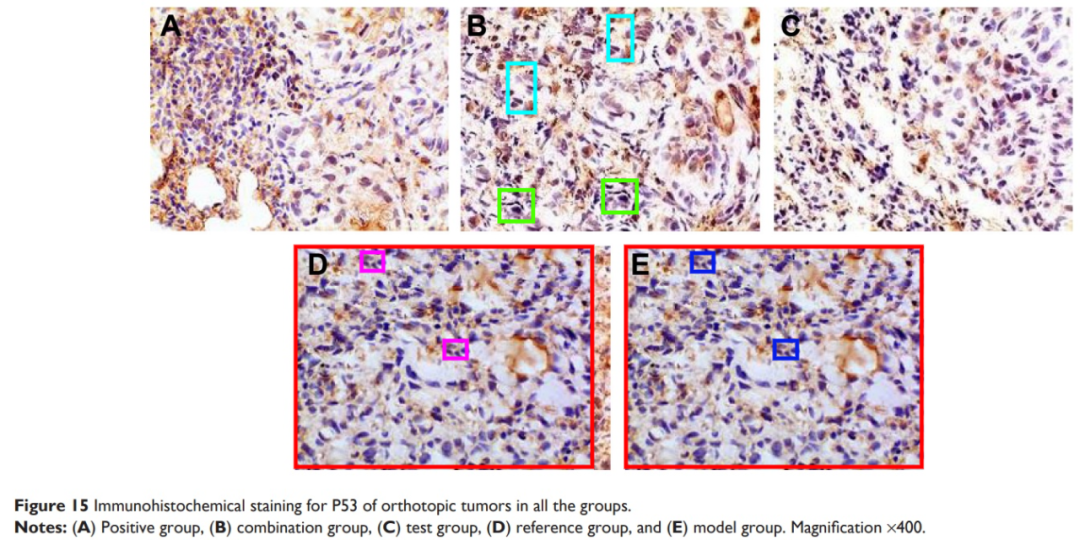 A
B
C
D
E
Figure 15 Immunohistochemical staining for P53 of orthotopic tumors in all the groups.
Notes: (A) Positive group, (B) combination group, (C) test group, (D) reference group, and (E) model group. Magnification ×400.